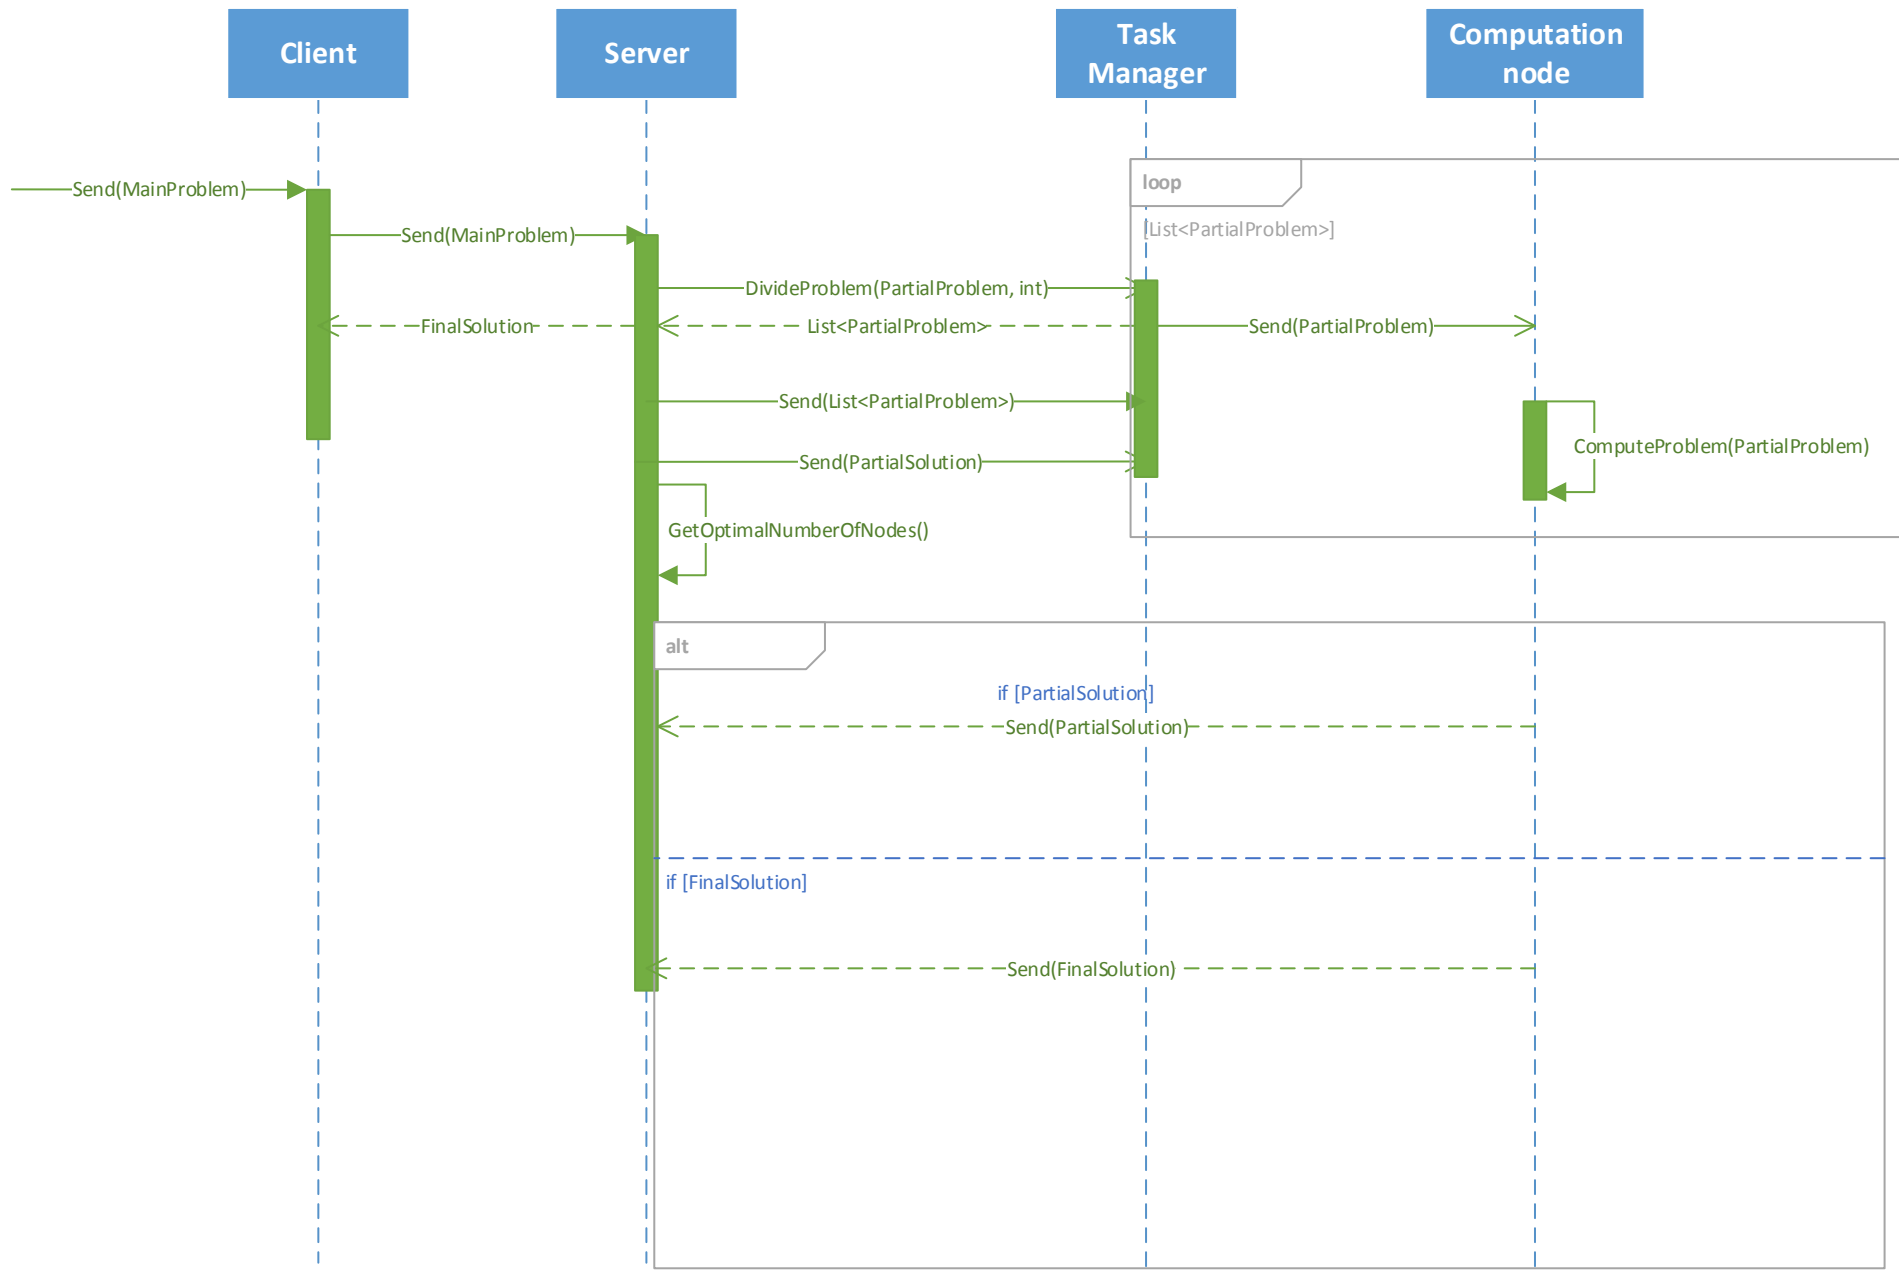 Client
Server
Task
Manager
Computation
node
loop
Send(MainProblem)
[List<PartialProblem>]
Send(MainProblem)
DivideProblem(PartialProblem, int)
FinalSolution
List<PartialProblem>
Send(PartialProblem)
Send(List<PartialProblem>)
ComputeProblem(PartialProblem)
Send(PartialSolution)
GetOptimalNumberOfNodes()
alt
if [PartialSolution]
Send(PartialSolution)
if [FinalSolution]
Send(FinalSolution)